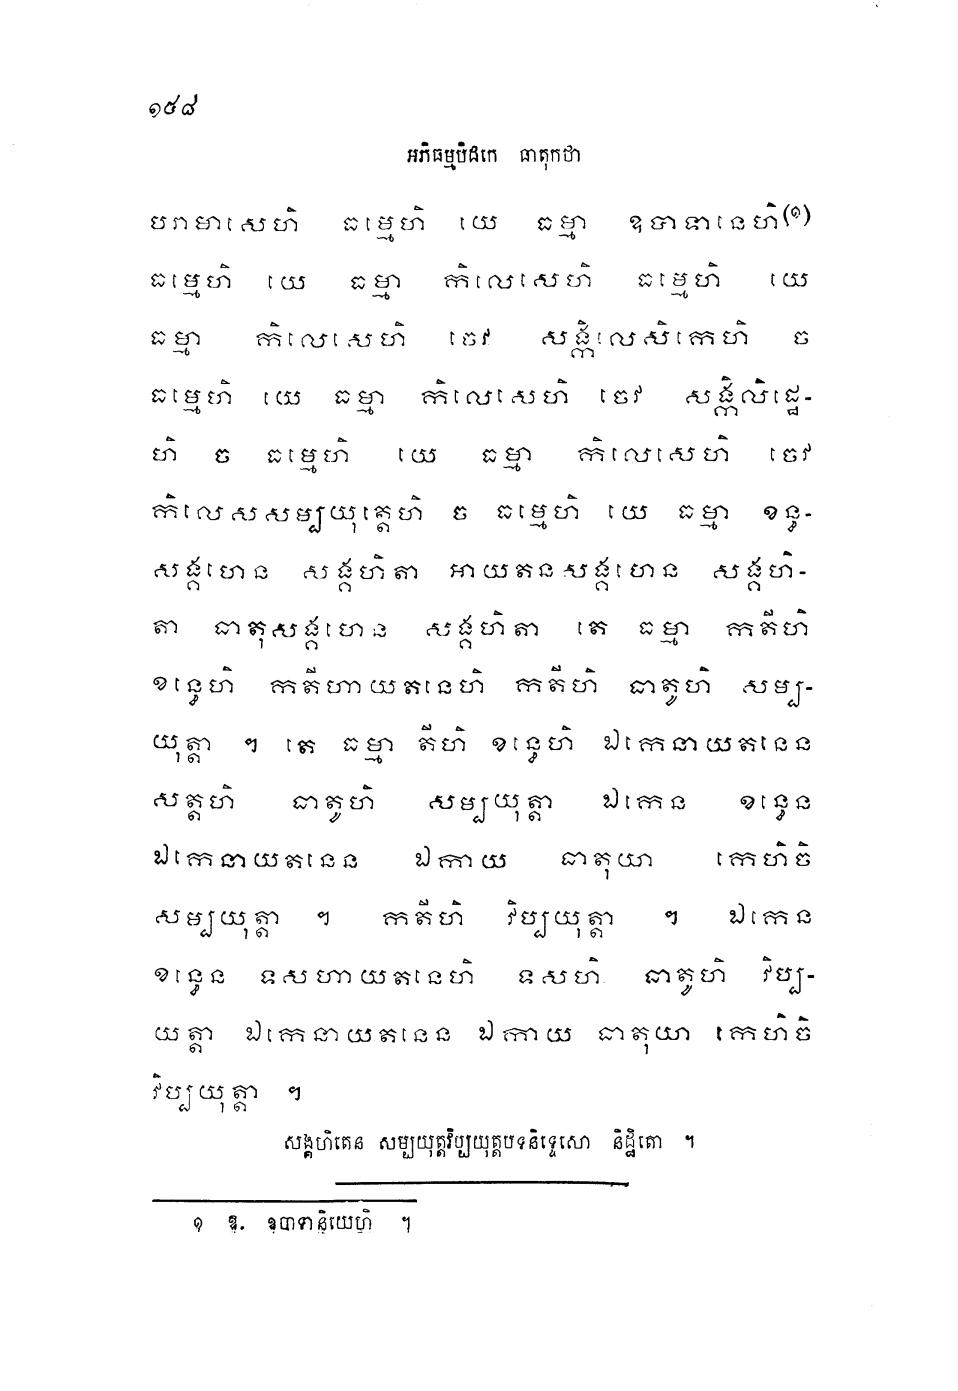 ១៥៨
អភិធម្មបិដកេ ធាតុកថា
បរាមាសេហិ ធម្មេហិ យេ ធម្មា ឧបាទានេហិ(១)
ធម្មេហិ យេ ធម្មា កិលេសេហិ ធម្មេហិ យេ
ធម្មា កិលេសេហិ ចេវ សង្កិលេសិកេហិ ច
ធម្មេហិ យេ ធម្មា កិលេសេហិ ចេវ សង្កិលិដ្ឋេ-
ហិ ច ធម្មេហិ យេ ធម្មា កិលេសេហិ ចេវ
កិលេសសម្បយុត្តេហិ ច ធម្មេហិ យេ ធម្មា ខន្ធ-
សង្គហេន សង្គហិតា អាយតនសង្គហេន សង្គហិ-
តា ធាតុសង្គហេន សង្គហិតា តេ ធម្មា កតីហិ
ខន្ធេហិ កតីហាយតនេហិ កតីហិ ធាតូហិ សម្ប-
យុត្តា ។ តេ ធម្មា តីហិ ខន្ធេហិ ឯកេនាយតនេន
សត្តហិ ធាតូហិ សម្បយុត្តា ឯកេន ខន្ធេន
ឯកេនាយតនេន ឯកាយ ធាតុយា កេហិចិ
សម្បយុត្តា ។ កតីហិ វិប្បយុត្តា ។ ឯកេន
ខន្ធេន ទសហាយតនេហិ ទសហិ ធាតូហិ វិប្ប-
យត្តា ឯកេនាយតនេន ឯកាយ ធាតុយា កេហិចិ
វិប្បយុត្តា ។
សង្គហិតេន សម្បយុត្តវិប្បយុត្តបទនិទ្ទេសោ និដ្ឋិតោ ។
១ ឱ. ឧបាទានិយេហិ ។